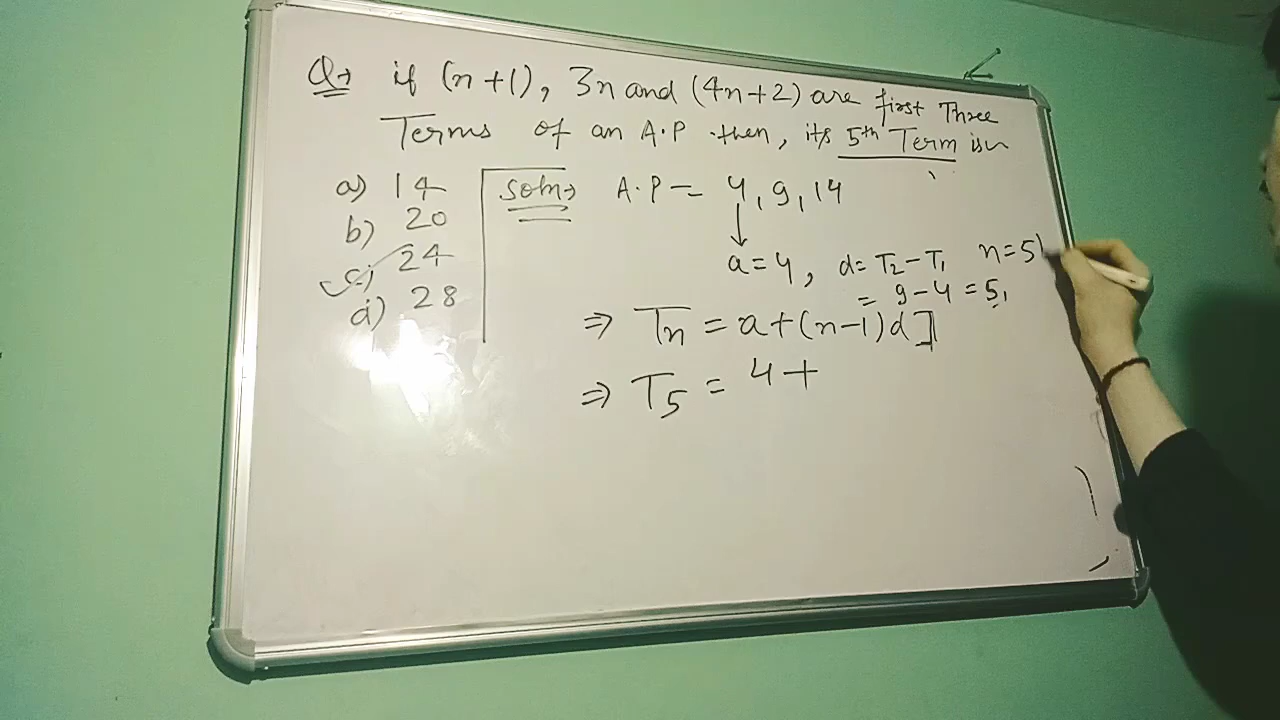 Q→ if (n+1), 3n and (4n+2) are first Three
Terms of an A.P then, its 5th Term is~
a) 14
b) 20
c) 24
d) 28
Soln→ A.P = 4, 9, 14
a=4, d= T2-T1 n=5
= 9-4 = 5,
⇒ Tn = a+(n-1)d]
⇒ T5 = 4+